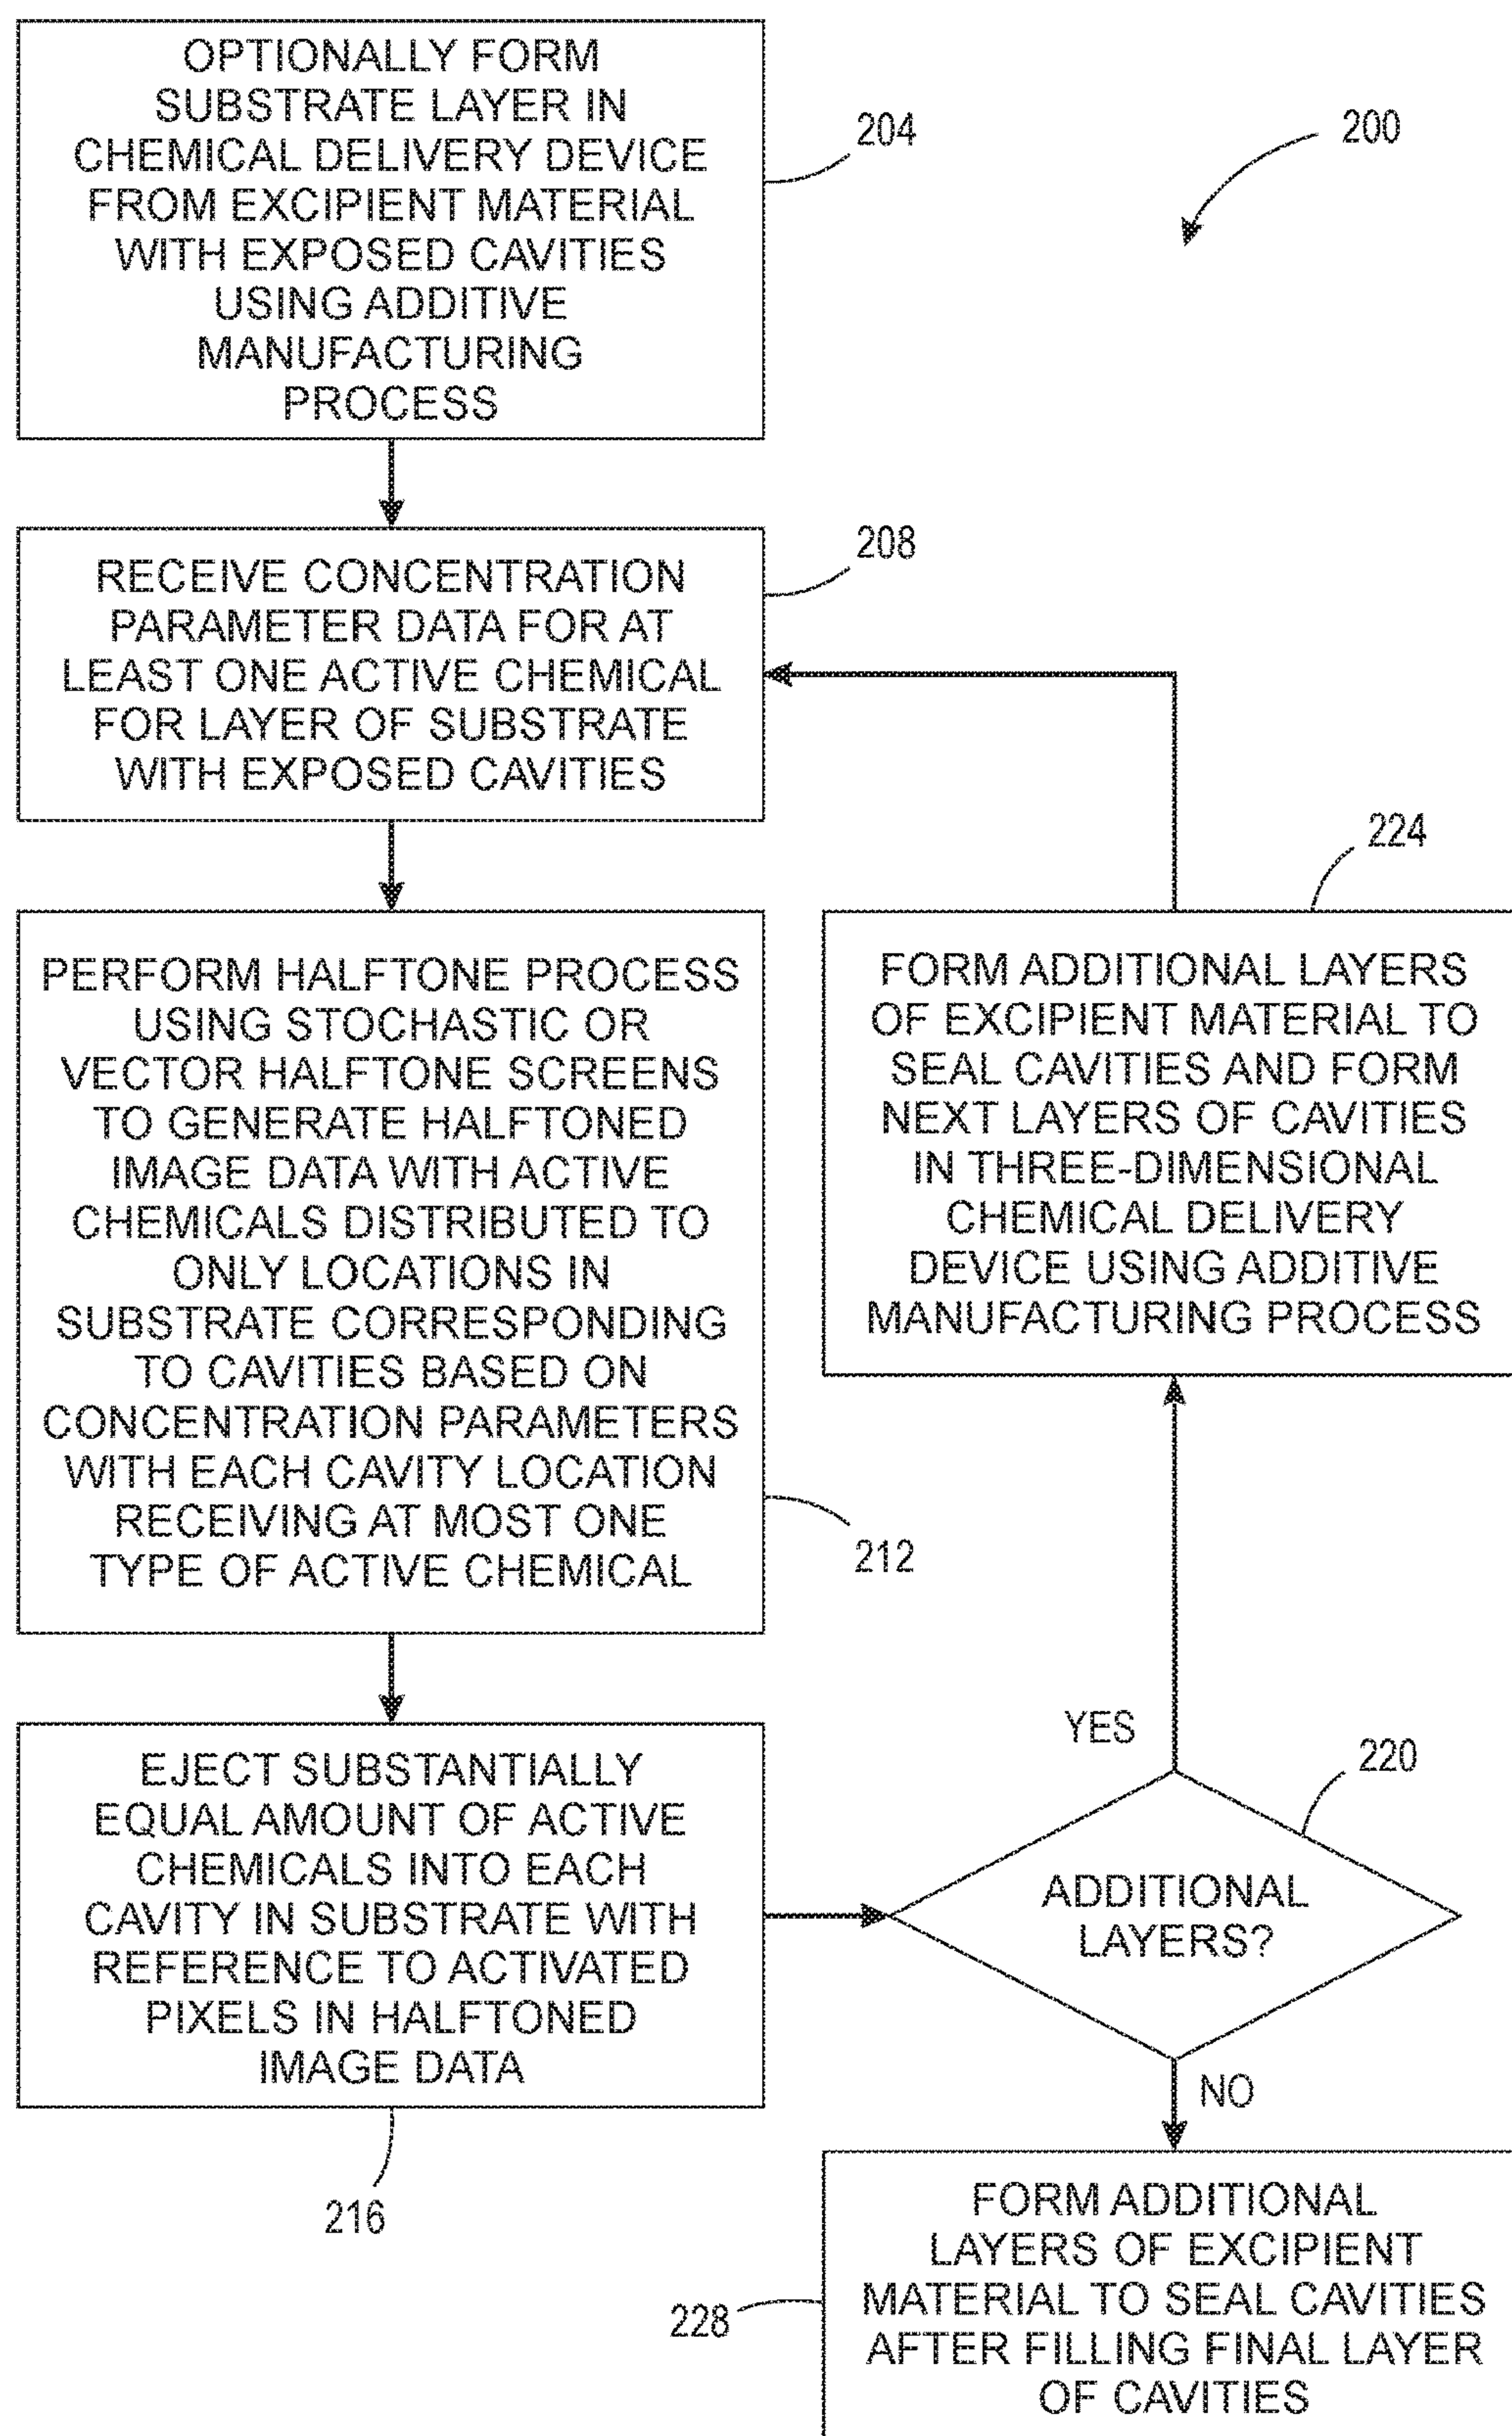 OPTIONALLY FORM
SUBSTRATE LAYER IN
CHEMICAL DELIVERY DEVICE
FROM EXCIPIENT MATERIAL
WITH EXPOSED CAVITIES
USING ADDITIVE
MANUFACTURING
PROCESS
204
200
RECEIVE CONCENTRATION
PARAMETER DATA FOR AT
LEAST ONE ACTIVE CHEMICAL
FOR LAYER OF SUBSTRATE
WITH EXPOSED CAVITIES
208
PERFORM HALFTONE PROCESS
USING STOCHASTIC OR
VECTOR HALFTONE SCREENS
TO GENERATE HALFTONED
IMAGE DATA WITH ACTIVE
CHEMICALS DISTRIBUTED TO
ONLY LOCATIONS IN
SUBSTRATE CORRESPONDING
TO CAVITIES BASED ON
CONCENTRATION PARAMETERS
WITH EACH CAVITY LOCATION
RECEIVING AT MOST ONE
TYPE OF ACTIVE CHEMICAL
212
EJECT SUBSTANTIALLY
EQUAL AMOUNT OF ACTIVE
CHEMICALS INTO EACH
CAVITY IN SUBSTRATE WITH
REFERENCE TO ACTIVATED
PIXELS IN HALFTONED
IMAGE DATA
216
224
FORM ADDITIONAL LAYERS
OF EXCIPIENT MATERIAL TO
SEAL CAVITIES AND FORM
NEXT LAYERS OF CAVITIES
IN THREE-DIMENSIONAL
CHEMICAL DELIVERY
DEVICE USING ADDITIVE
MANUFACTURING PROCESS
YES
220
ADDITIONAL
LAYERS?
NO
228
FORM ADDITIONAL
LAYERS OF EXCIPIENT
MATERIAL TO SEAL CAVITIES
AFTER FILLING FINAL LAYER
OF CAVITIES